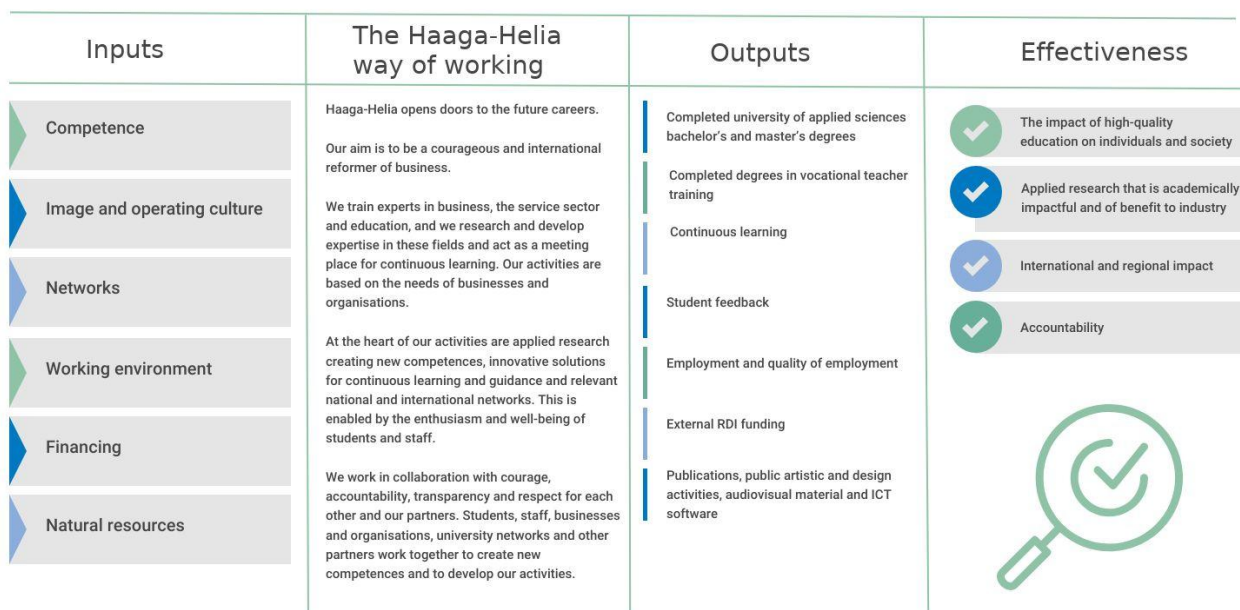 Inputs
Competence
Image and operating culture
Networks
Working environment
Financing
Natural resources
The Haaga-Helia
way of working
Haaga-Helia opens doors to the future careers.
Our aim is to be a courageous and international
reformer of business.
We train experts in business, the service sector
and education, and we research and develop
expertise in these fields and act as a meeting
place for continuous learning. Our activities are
based on the needs of businesses and
organisations.
At the heart of our activities are applied research
creating new competences, innovative solutions
for continuous learning and guidance and relevant
national and international networks. This is
enabled by the enthusiasm and well-being of
students and staff.
We work in collaboration with courage,
accountability, transparency and respect for each
other and our partners. Students, staff, businesses
and organisations, university networks and other
partners work together to create new
competences and to develop our activities.
Outputs
Completed university of applied sciences
bachelor's and master's degrees
Completed degrees in vocational teacher
training
Continuous learning
Student feedback
Employment and quality of employment
External RDI funding
Publications, public artistic and design
activities, audiovisual material and ICT
software
Effectiveness
The impact of high-quality
education on individuals and society
Applied research that is academically
impactful and of benefit to industry
International and regional impact
Accountability